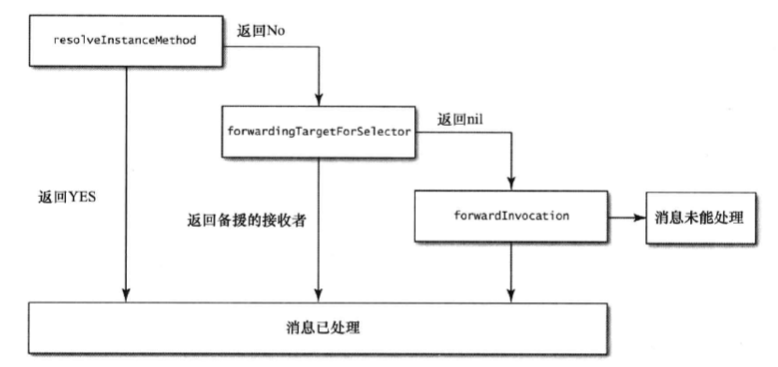 resolveInstanceMethod
返回No
forwardingTargetForSelector
返回nil
返回YES
返回备援的接收者
forwardInvocation
消息未能处理
消息已处理